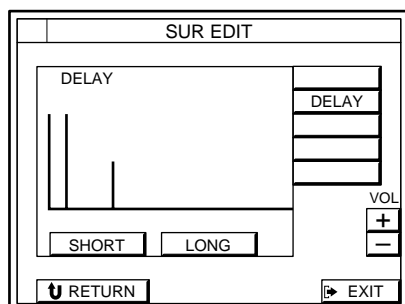 SUR EDIT
DELAY
DELAY
VOL
+
SHORT LONG
–
RETURN EXIT